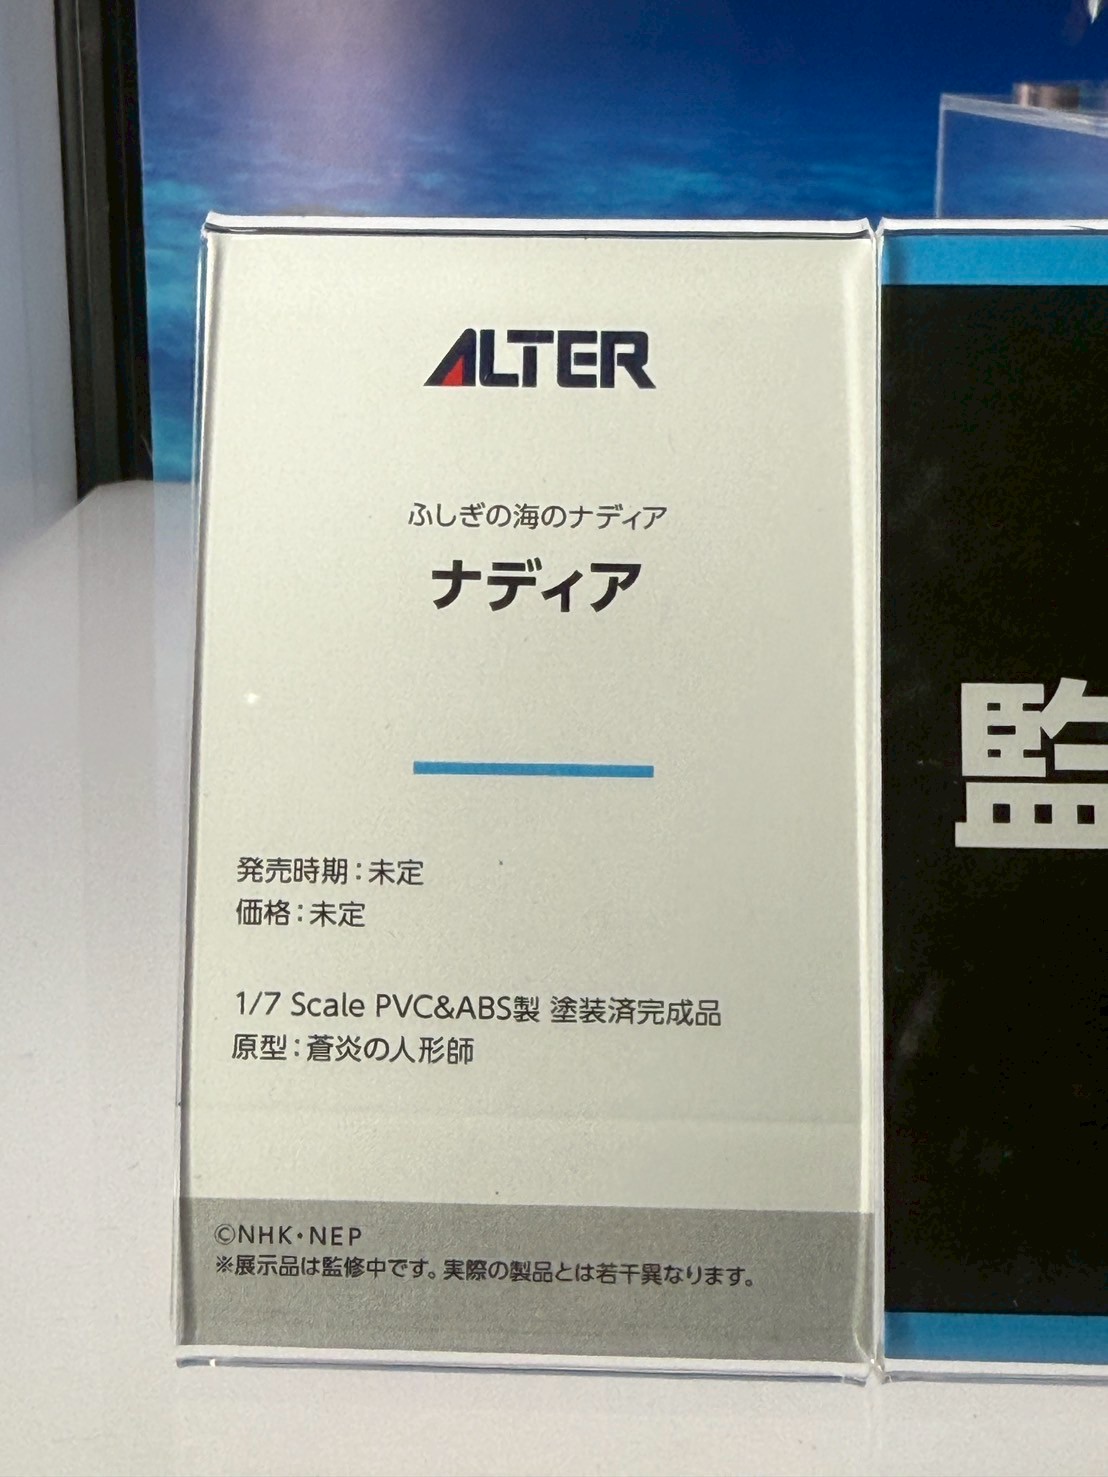 ALTER
ふしぎの海のナディア
ナディア
発売時期：未定
価格：未定
1/7 Scale PVC&ABS製 塗装済完成品
原型：蒼炎の人形師
©NHK・NEP
※展示品は監修中です。実際の製品とは若干異なります。
監